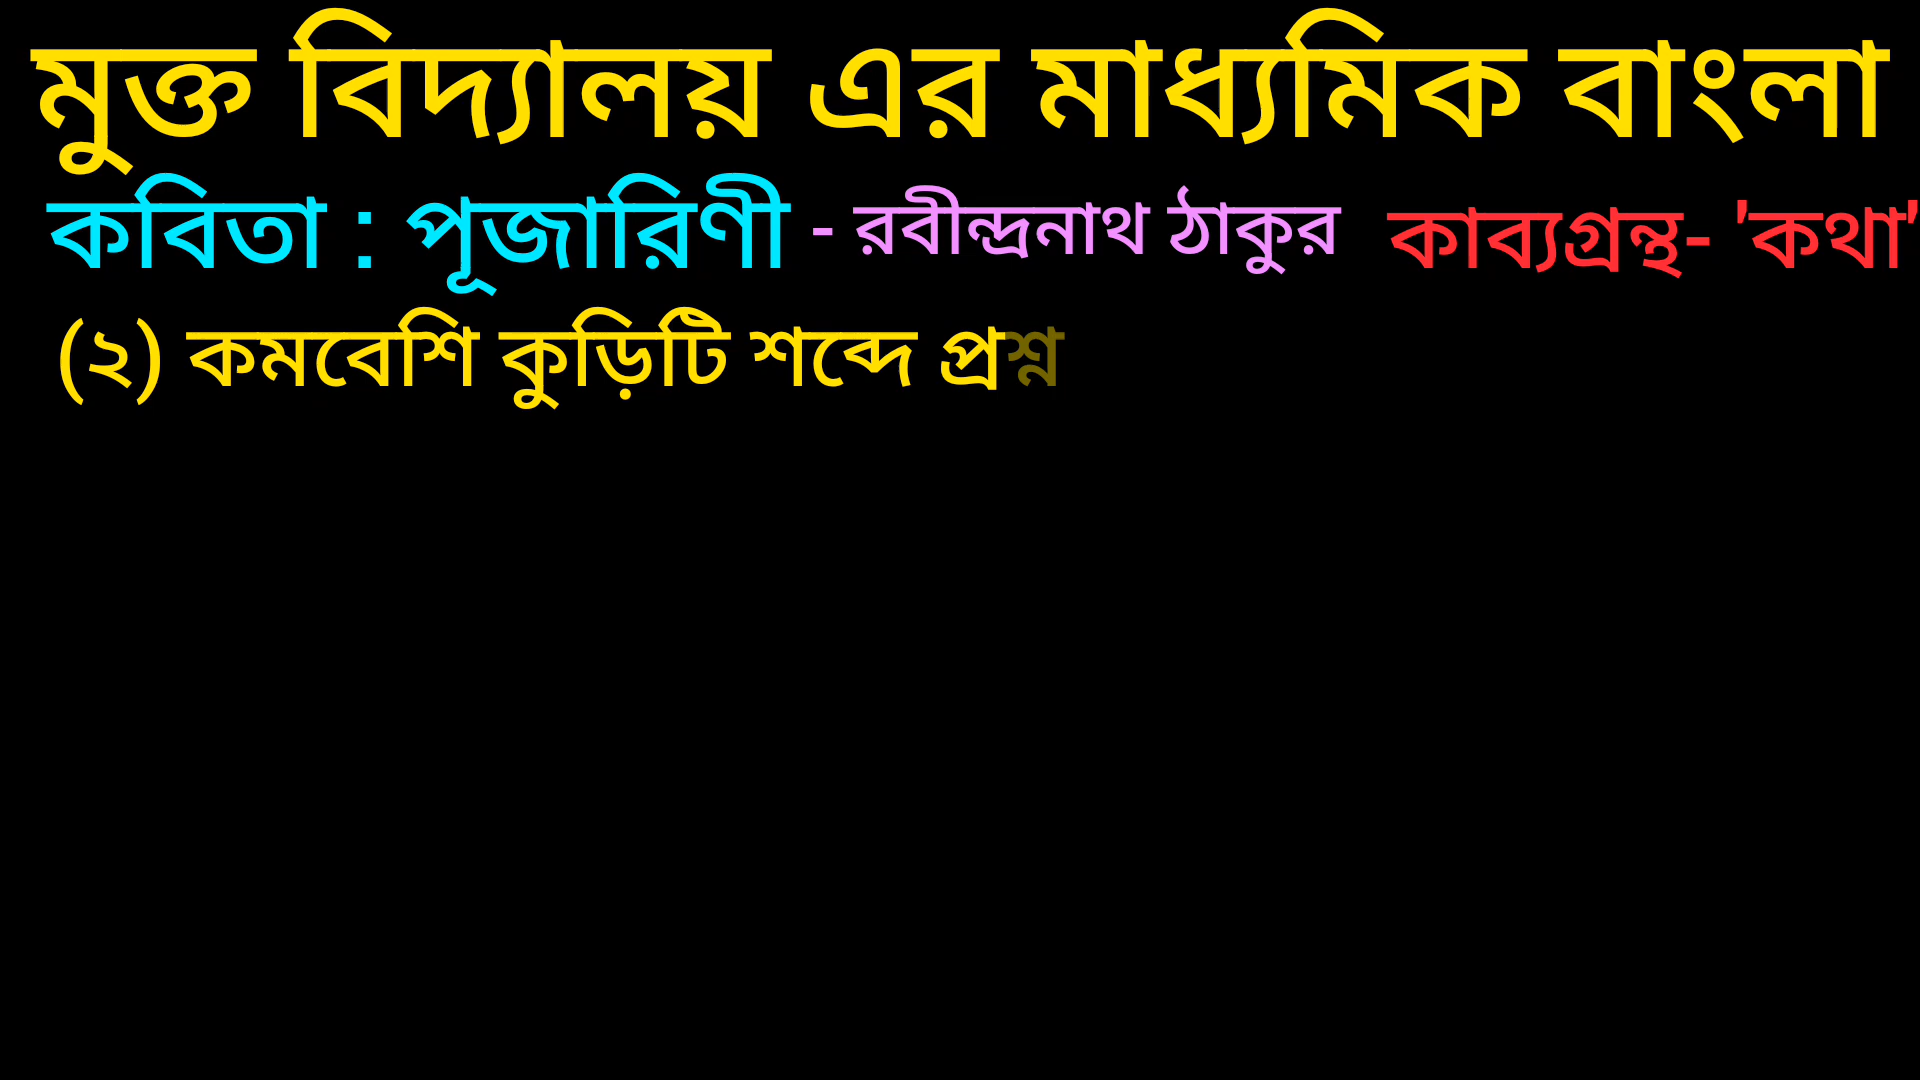 মুক্ত বিদ্যালয় এর মাধ্যমিক বাংলা
কবিতা : পূজারিণী - রবীন্দ্রনাথ ঠাকুর কাব্যগ্রন্থ- 'কথা'
(২) কমবেশি কুড়িটি শব্দে প্রশ্ন